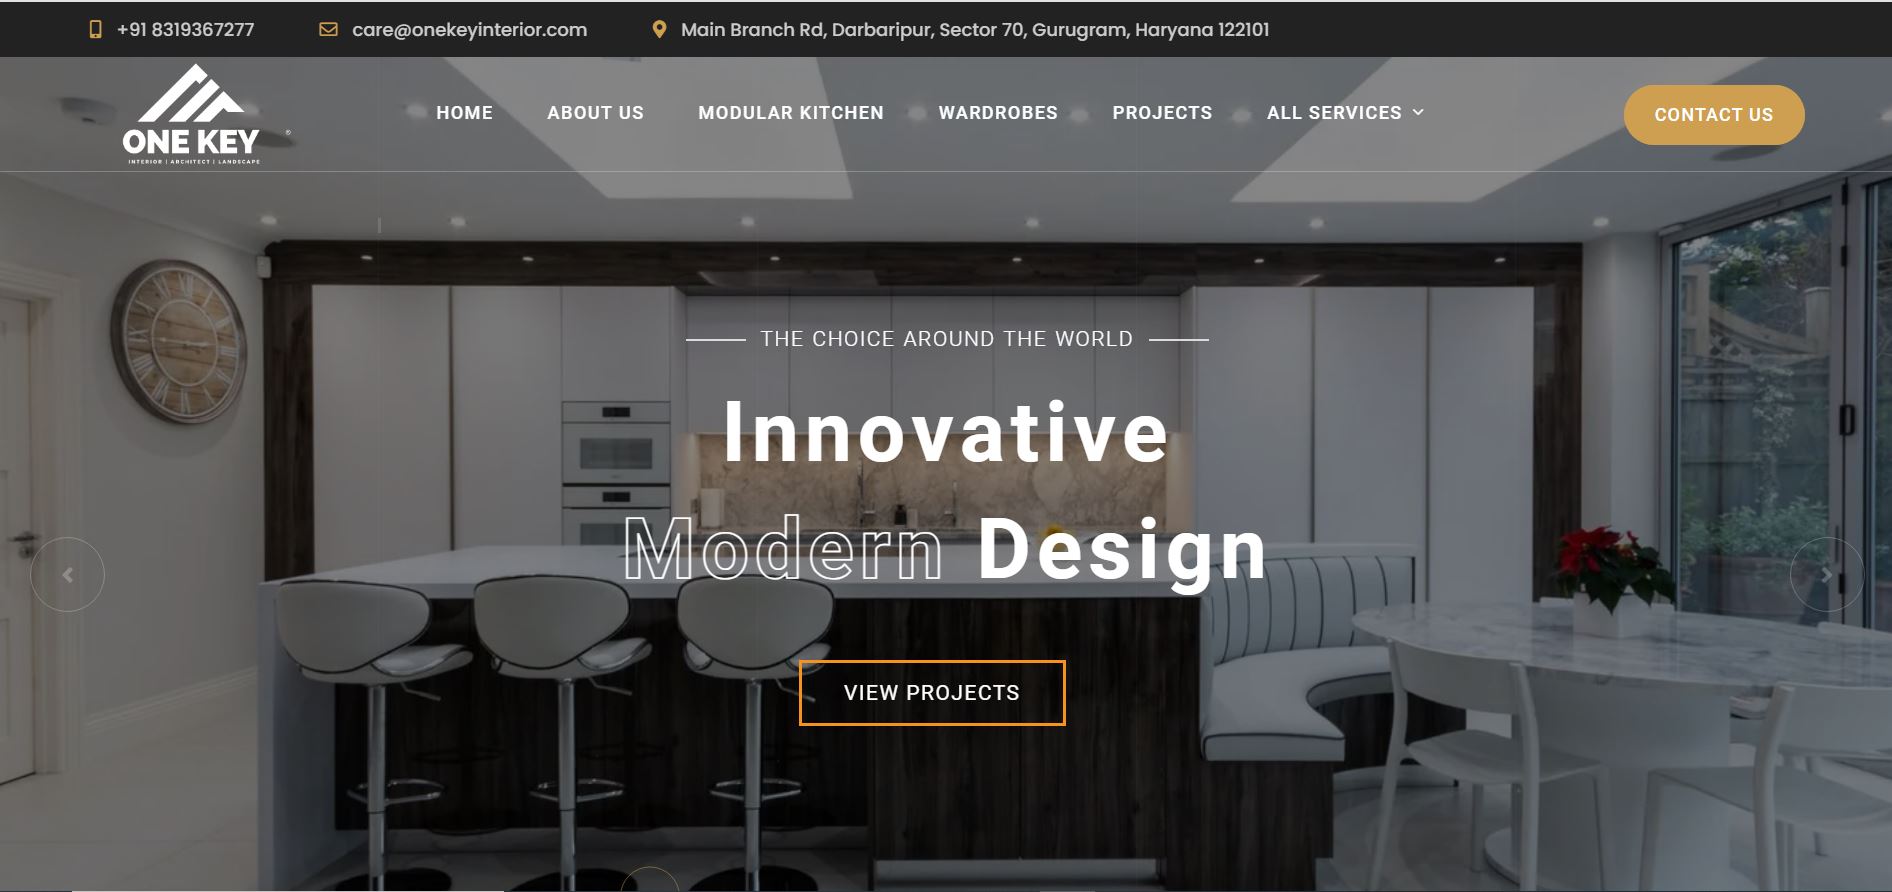 +91 8319367277
care@onekeyinterior.com
Main Branch Rd, Darbaripur, Sector 70, Gurugram, Haryana 122101
ONE KEY ®
INTERIOR | ARCHITECT | LANDSCAPE
HOME
ABOUT US
MODULAR KITCHEN
WARDROBES
PROJECTS
ALL SERVICES
CONTACT US
THE CHOICE AROUND THE WORLD
Innovative
Modern Design
VIEW PROJECTS